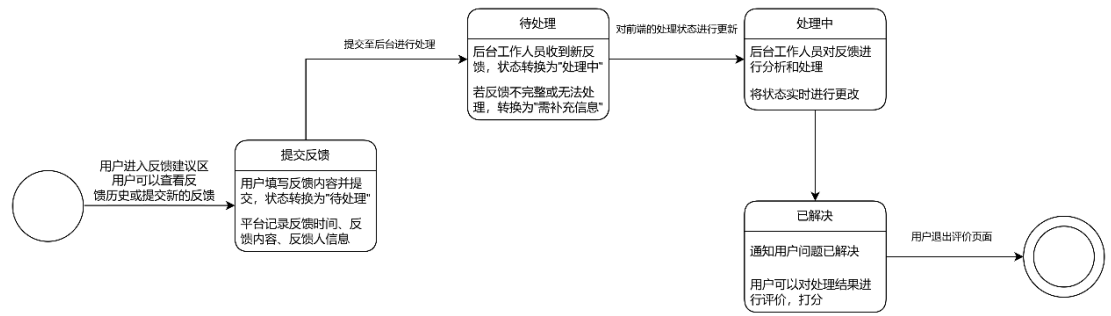 用户进入反馈建议区
用户可以查看反
馈历史或提交新的反馈
提交反馈
用户填写反馈内容并提
交，状态转换为"待处理"
平台记录反馈时间、反
馈内容、反馈人信息
提交至后台进行处理
待处理
后台工作人员收到新反
馈，状态转换为"处理中"
若反馈不完整或无法处
理，转换为"需补充信息"
对前端的处理状态进行更新
处理中
后台工作人员对反馈进
行分析和处理
将状态实时进行更改
已解决
通知用户问题已解决
用户可以对处理结果进
行评价，打分
用户退出评价页面